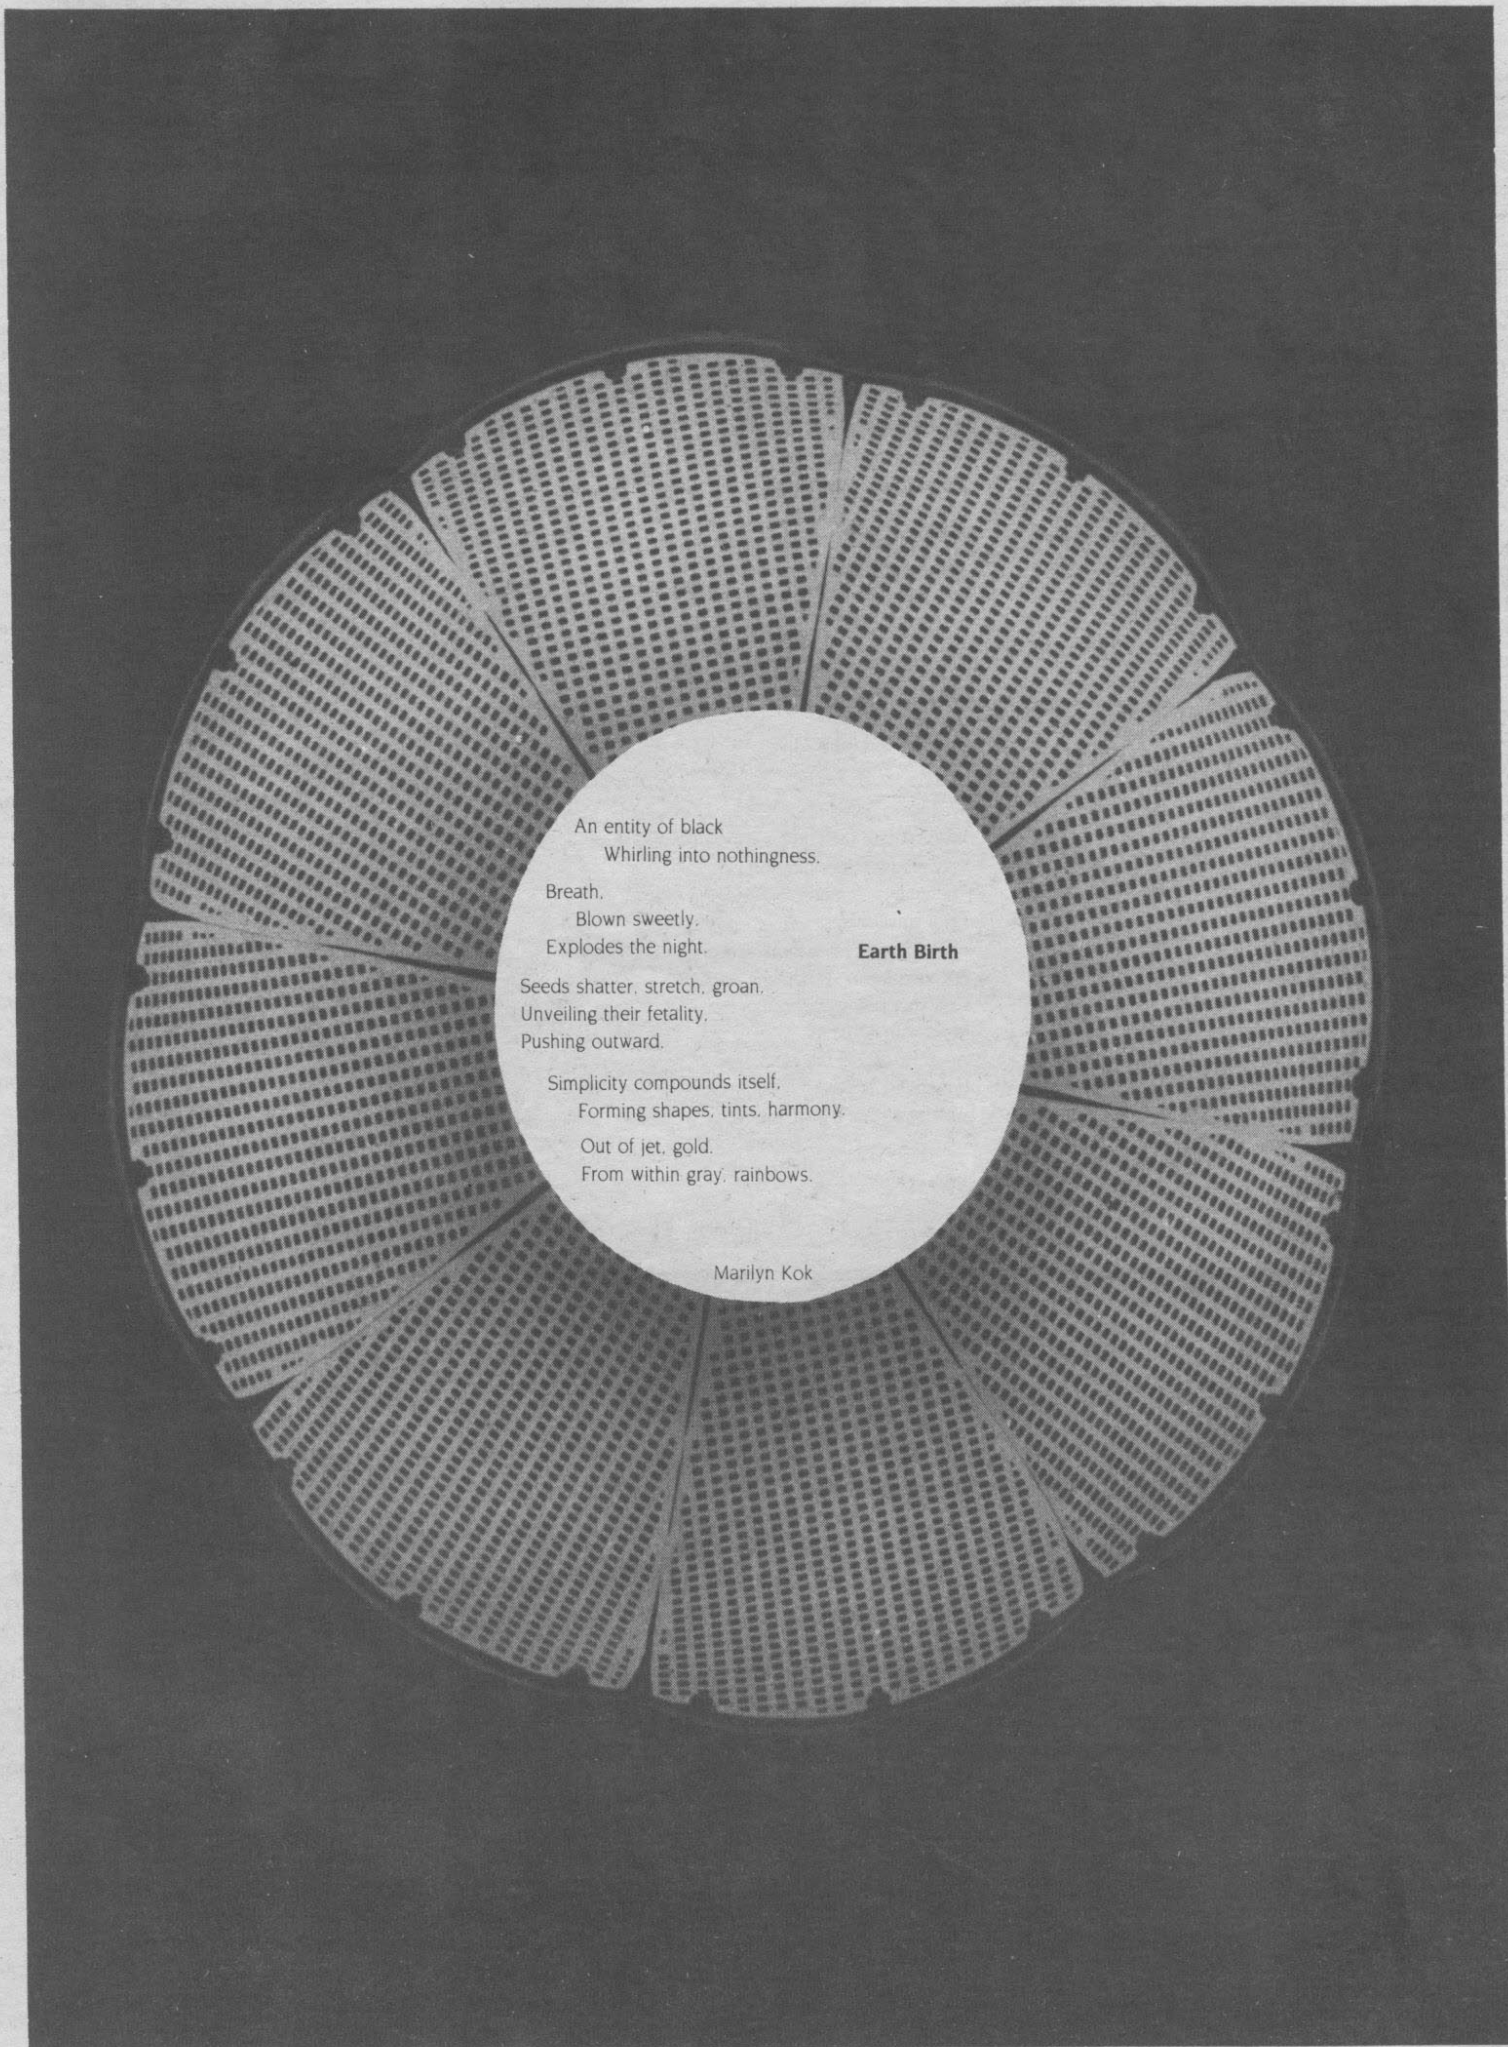 An entity of black
Whirling into nothingness.
Breath,
Blown sweetly,
Explodes the night.
Earth Birth
Seeds shatter, stretch, groan,
Unveiling their fetality,
Pushing outward.
Simplicity compounds itself,
Forming shapes, tints, harmony.
Out of jet, gold.
From within gray, rainbows.
Marilyn Kok